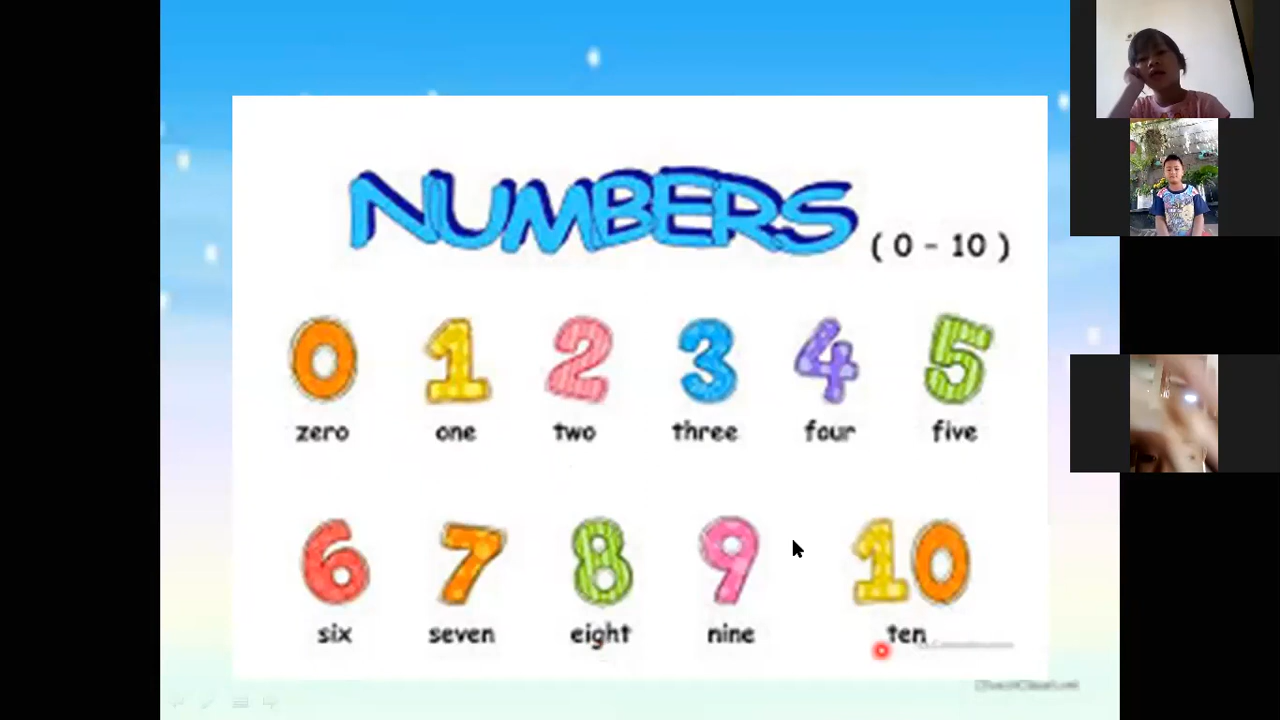 NUMBERS
( 0 - 10 )
0 1 2 3 4 5
zero one two three four five
6 7 8 9 10
six seven eight nine ten